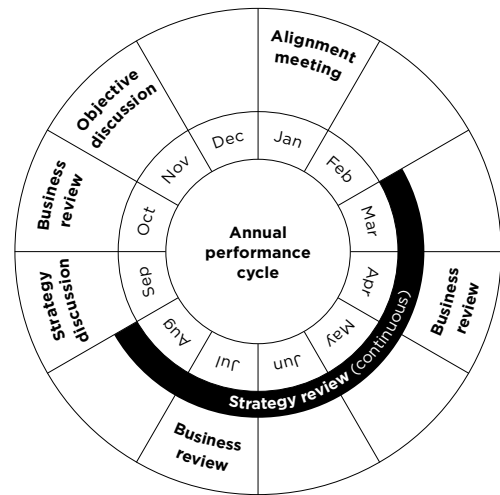 Annual
performance
cycle
Jan
Feb
Mar
Apr
May
Jun
Jul
Aug
Sep
Oct
Nov
Dec
Alignment
meeting
Business
review
Strategy review (continuous)
Business
review
Strategy
discussion
Business
review
Objective
discussion